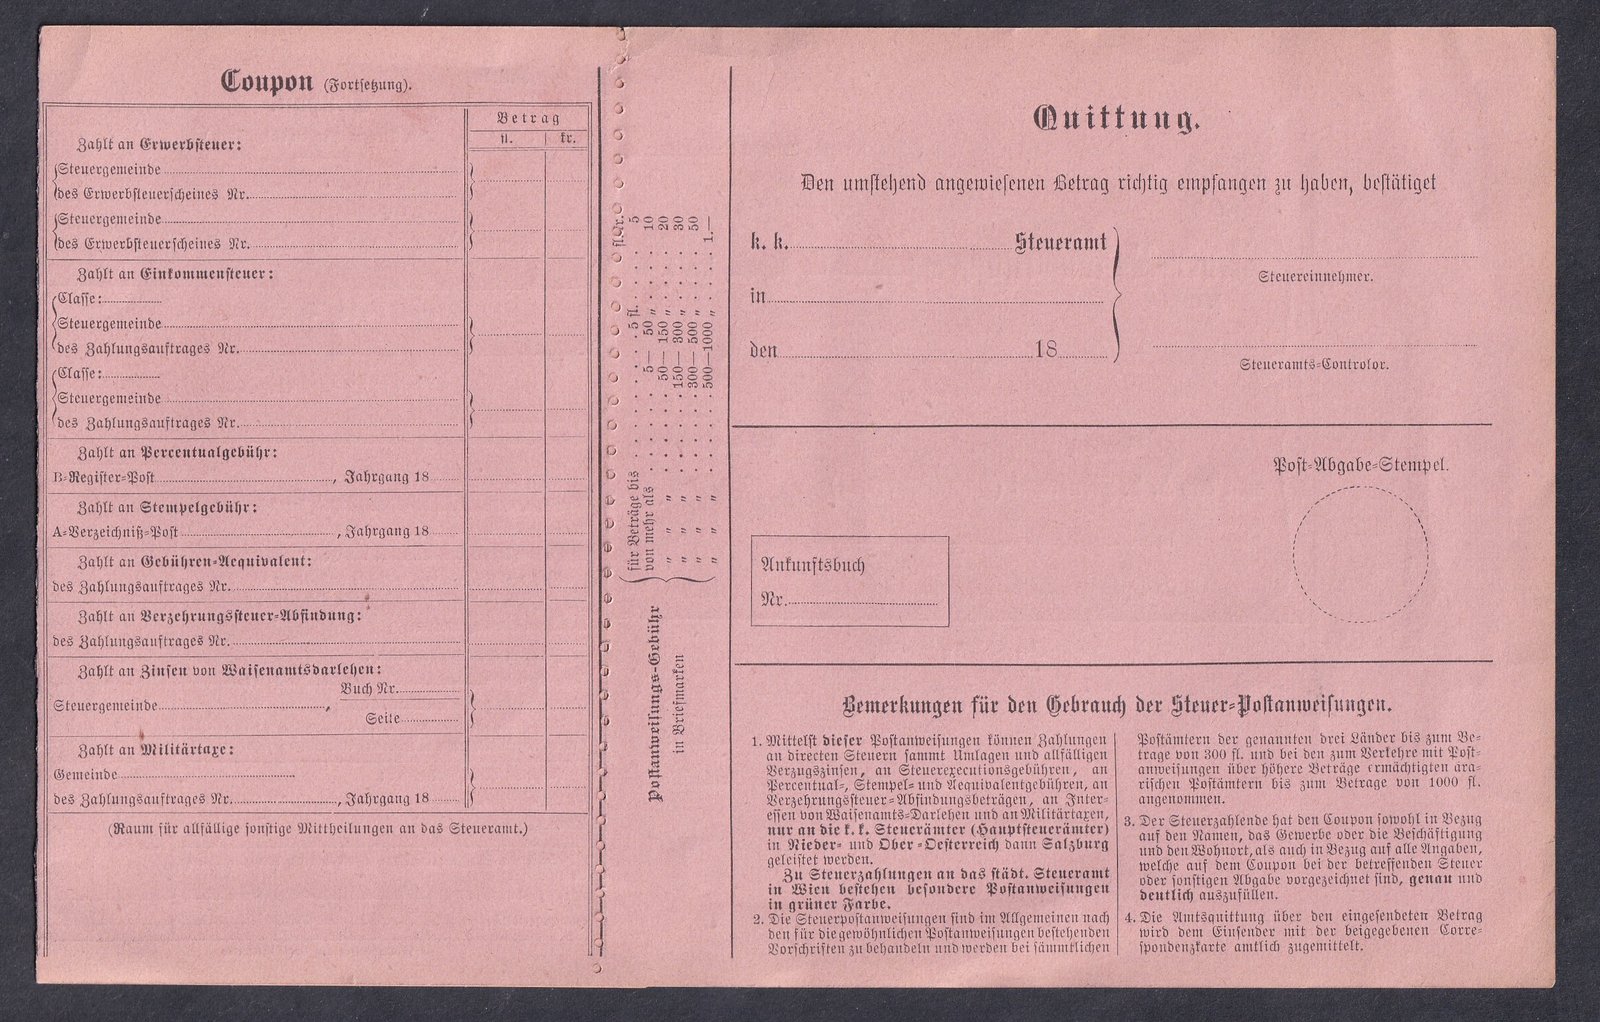 Coupon (Fortsetzung).
Betrag
fl. kr.
Zahlt an Erwerbsteuer:
Steuergemeinde
des Erwerbsteuerscheines Nr.
Steuergemeinde
des Erwerbsteuerscheines Nr.
Zahlt an Einkommensteuer:
Classe:
Steuergemeinde
des Zahlungsauftrages Nr.
Classe:
Steuergemeinde
des Zahlungsauftrages Nr.
Zahlt an Percentualgebühr:
B-Register-Post , Jahrgang 18
Zahlt an Stempelgebühr:
A-Verzeichniß-Post , Jahrgang 18
Zahlt an Gebühren-Aequivalent:
des Zahlungsauftrages Nr.
Zahlt an Verzehrungssteuer-Abfindung:
des Zahlungsauftrages Nr.
Zahlt an Zinsen von Waisenamtsdarlehen:
Buch Nr.
Steuergemeinde ,
Seite
Zahlt an Militärtaxe:
Gemeinde
des Zahlungsauftrages Nr. , Jahrgang 18
(Raum für allfällige sonstige Mittheilungen an das Steueramt.)
Postanweisungs-Gebühr
in Briefmarken
fl. kr.
für Beträge bis . . . . . 5 fl. . . . . 5
von mehr als . . . . . 5— 50 „ . . . . 10
„ „ „ . . . . . 50— 150 „ . . . . 20
„ „ „ . . . . . 150— 300 „ . . . . 30
„ „ „ . . . . . 300— 500 „ . . . . 50
„ „ „ . . . . . 500—1000 „ . . . . 1.—
Quittung.
Den umstehend angewiesenen Betrag richtig empfangen zu haben, bestätiget
k. k. Steueramt
in
den 18
Steuereinnehmer.
Steueramts-Controlor.
Post-Abgabe-Stempel.
Ankunftsbuch
Nr.
Bemerkungen für den Gebrauch der Steuer-Postanweisungen.
1. Mittelst dieser Postanweisungen können Zahlungen
an directen Steuern sammt Umlagen und allfälligen
Verzugszinsen, an Steuerexecutionsgebühren, an
Percentual-, Stempel- und Aequivalentgebühren, an
Verzehrungssteuer-Abfindungsbeträgen, an Inter-
essen von Waisenamts-Darlehen und an Militärtaxen,
nur an die k. k. Steuerämter (Hauptsteuerämter)
in Nieder- und Ober-Oesterreich dann Salzburg
geleistet werden.
Zu Steuerzahlungen an das städt. Steueramt
in Wien bestehen besondere Postanweisungen
in grüner Farbe.
2. Die Steuerpostanweisungen sind im Allgemeinen nach
den für die gewöhnlichen Postanweisungen bestehenden
Vorschriften zu behandeln und werden bei sämmtlichen
Postämtern der genannten drei Länder bis zum Be-
trage von 300 fl. und bei den zum Verkehre mit Post-
anweisungen über höhere Beträge ermächtigten ära-
rischen Postämtern bis zum Betrage von 1000 fl.
angenommen.
3. Der Steuerzahlende hat den Coupon sowohl in Bezug
auf den Namen, das Gewerbe oder die Beschäftigung
und den Wohnort, als auch in Bezug auf alle Angaben,
welche auf dem Coupon bei der betreffenden Steuer
oder sonstigen Abgabe vorgezeichnet sind, genau und
deutlich auszufüllen.
4. Die Amtsquittung über den eingesendeten Betrag
wird dem Einsender mit der beigegebenen Corre-
spondenzkarte amtlich zugemittelt.